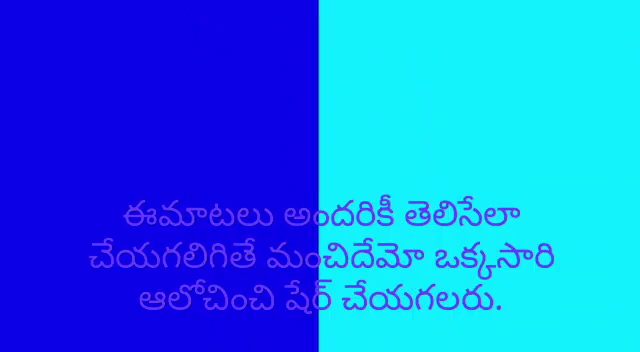 ఈమాటలు అందరికీ తెలిసేలా
చేయగలిగితే మంచిదేమో ఒక్కసారి
ఆలోచించి షేర్ చేయగలరు.